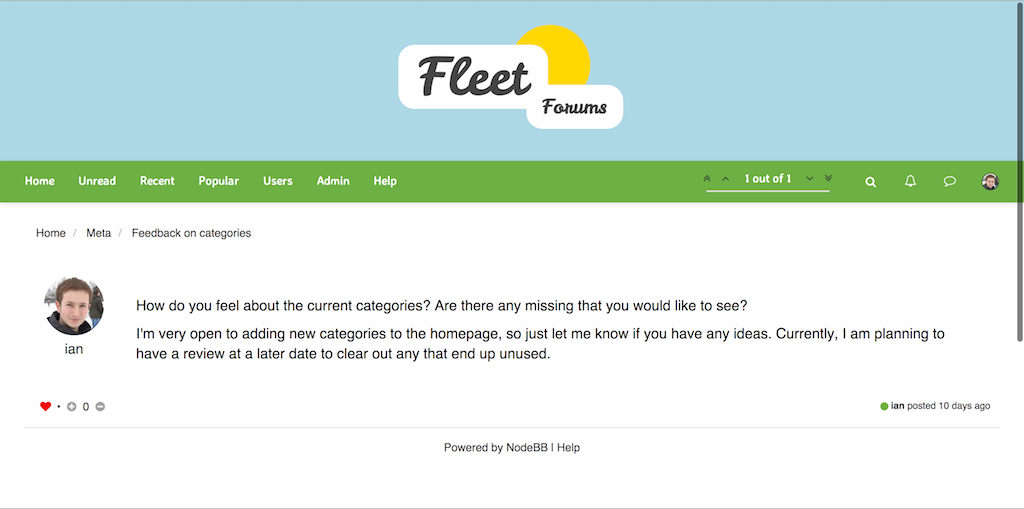 Fleet
Forums
Home Unread Recent Popular Users Admin Help 1 out of 1
Home / Meta / Feedback on categories
How do you feel about the current categories? Are there any missing that you would like to see?
I'm very open to adding new categories to the homepage, so just let me know if you have any ideas. Currently, I am planning to
have a review at a later date to clear out any that end up unused.
ian
0
ian posted 10 days ago
Powered by NodeBB | Help